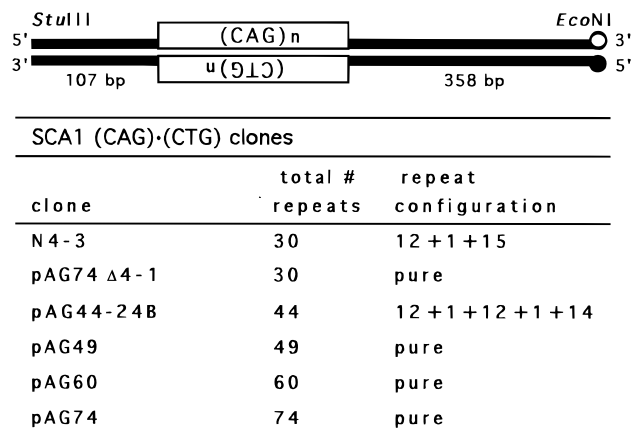 StuIII EcoNI
5' (CAG)n 3'
3' (CTG)n 5'
107 bp 358 bp
SCA1 (CAG)·(CTG) clones
total # repeat
clone repeats configuration
N4-3 30 12+1+15
pAG74 Δ4-1 30 pure
pAG44-24B 44 12+1+12+1+14
pAG49 49 pure
pAG60 60 pure
pAG74 74 pure